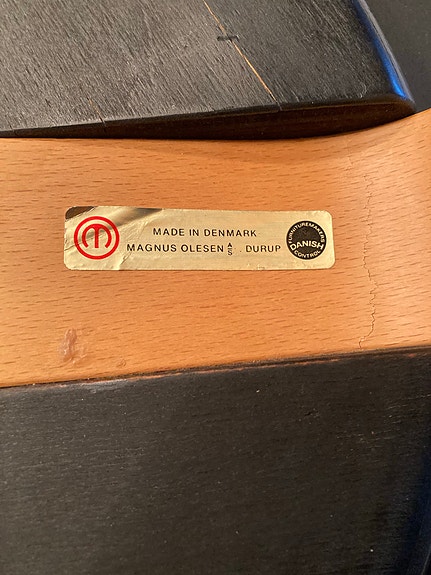 MADE IN DENMARK
MAGNUS OLESEN A/S . . DURUP
FURNITUREMAKERS
DANISH
CONTROL